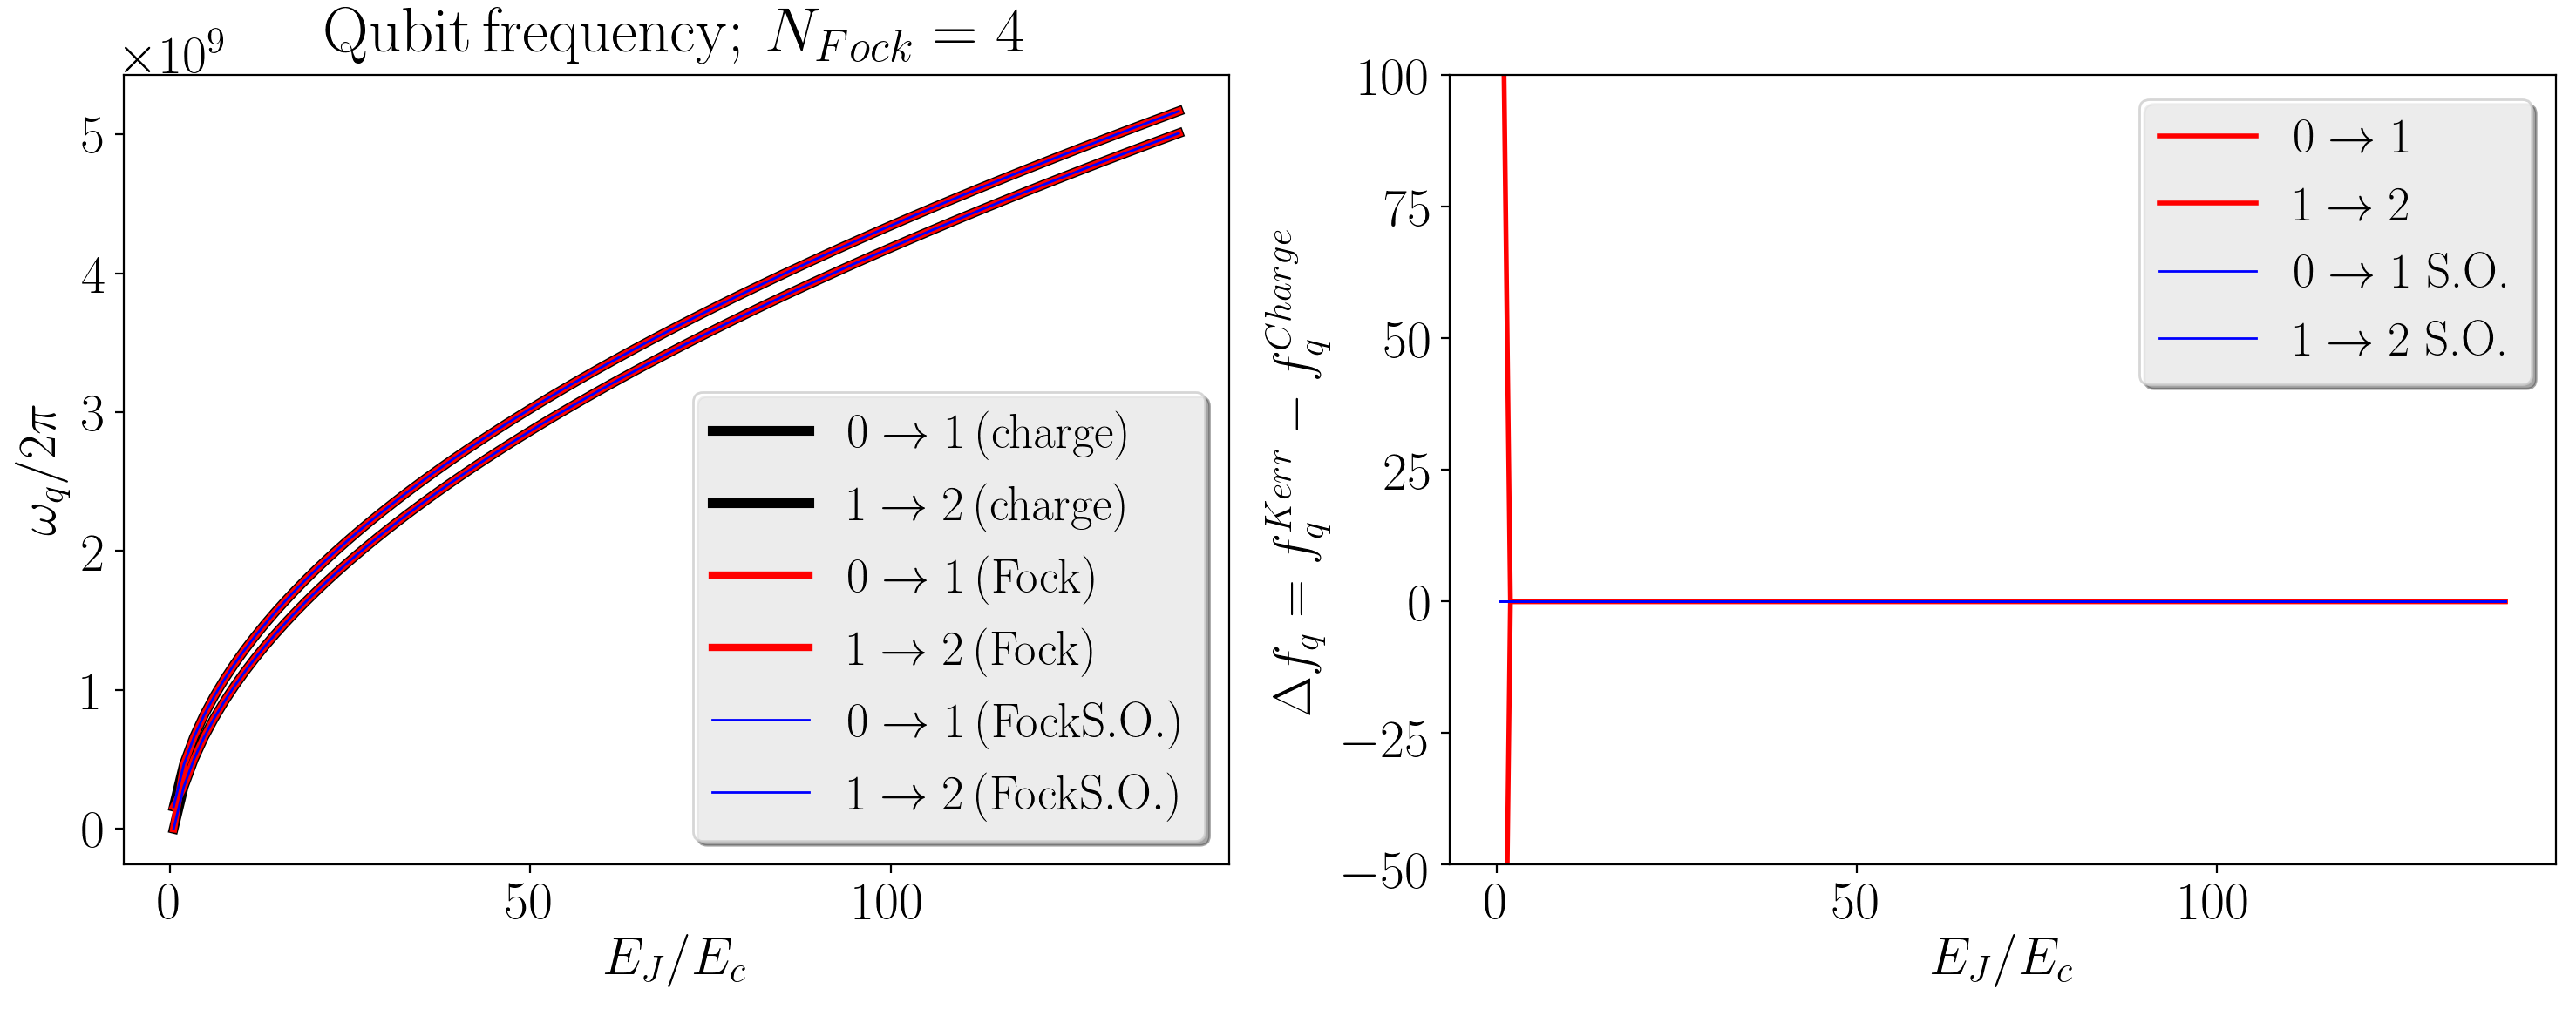 Qubit frequency; N_{Fock} = 4
×10⁹
5
4
3
2
1
0
ω_q/2π
0 → 1 (charge)
1 → 2 (charge)
0 → 1 (Fock)
1 → 2 (Fock)
0 → 1 (FockS.O.)
1 → 2 (FockS.O.)
0 50 100
E_J/E_c
100
75
50
25
0
−25
−50
Δf_q = f_q^{Kerr} − f_q^{Charge}
0 → 1
1 → 2
0 → 1 S.O.
1 → 2 S.O.
0 50 100
E_J/E_c